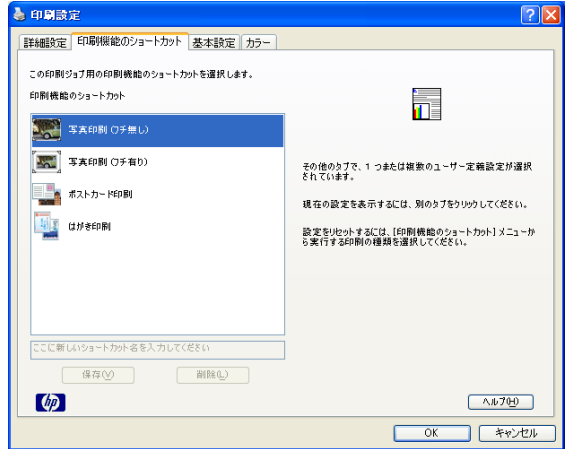 印刷設定
詳細設定 印刷機能のショートカット 基本設定 カラー
この印刷ジョブ用の印刷機能のショートカットを選択します。
印刷機能のショートカット
写真印刷 (フチ無し)
写真印刷 (フチ有り)
ポストカード印刷
はがき印刷
その他のタブで、1 つまたは複数のユーザー定義設定が選択
されています。
現在の設定を表示するには、別のタブをクリックしてください。
設定をリセットするには、[印刷機能のショートカット] メニューか
ら実行する印刷の種類を選択してください。
ここに新しいショートカット名を入力してください
保存(V) 削除(L)
hp
ヘルプ(H)
OK キャンセル